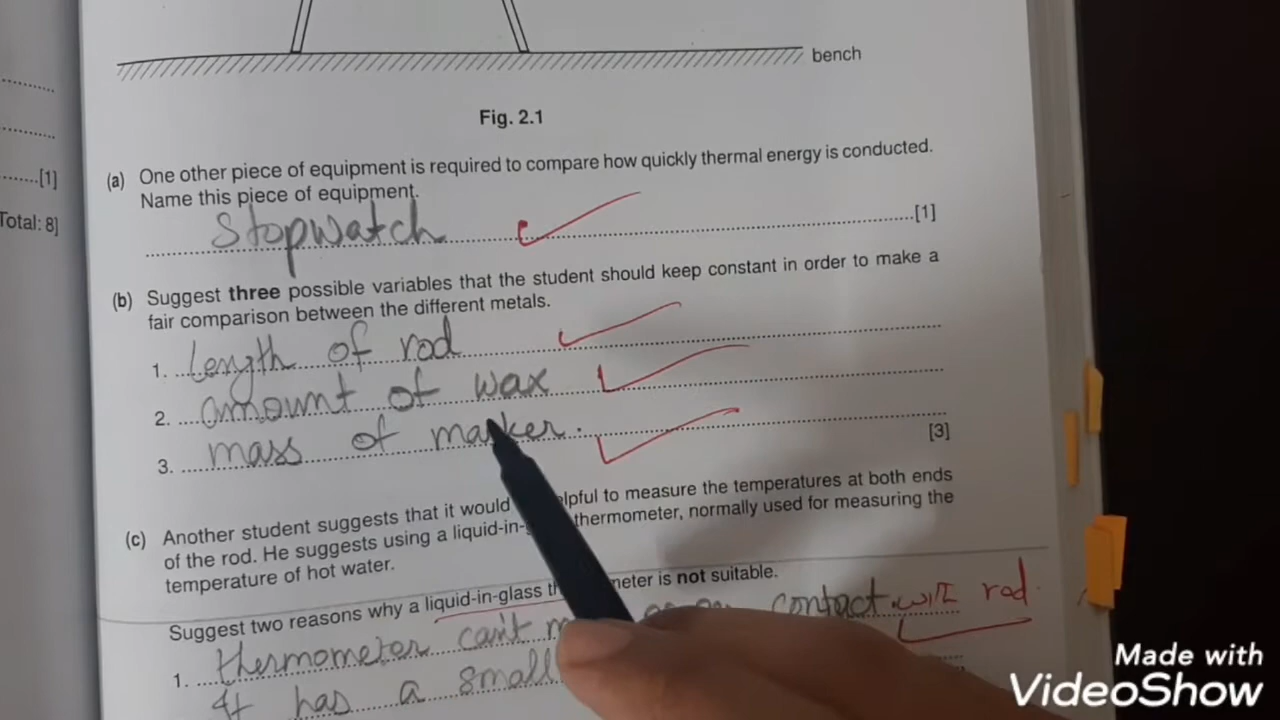 bench
Fig. 2.1
(a) One other piece of equipment is required to compare how quickly thermal energy is conducted.
.......[1]
Name this piece of equipment.
Total: 8]
Stopwatch ...[1]
(b) Suggest three possible variables that the student should keep constant in order to make a
fair comparison between the different metals.
1. Length of rod
2. amount of wax
3. mass of marker.
[3]
(c) Another student suggests that it would elpful to measure the temperatures at both ends
of the rod. He suggests using a liquid-in- thermometer, normally used for measuring the
temperature of hot water.
Suggest two reasons why a liquid-in-glass th meter is not suitable.
1. thermometer can't m contact with rod.
It has a small
Made with
VideoShow